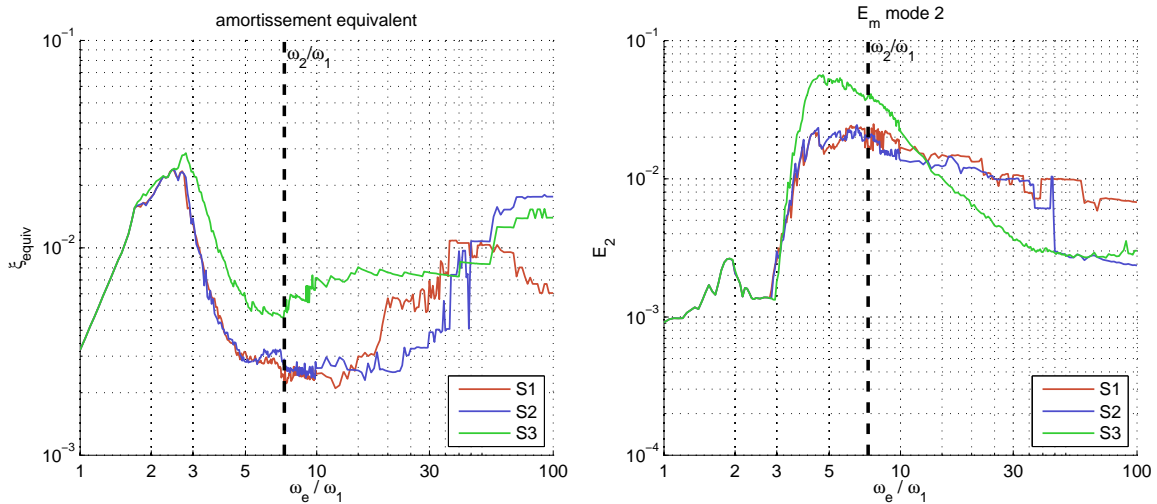 amortissement equivalent
10⁻¹
10⁻²
10⁻³
ξequiv
ω₂/ω₁
S1
S2
S3
1 2 3 5 10 30 100
ωₑ / ω₁
Eₘ mode 2
10⁻¹
10⁻²
10⁻³
10⁻⁴
E₂
ω₂/ω₁
S1
S2
S3
1 2 3 5 10 30 100
ωₑ / ω₁